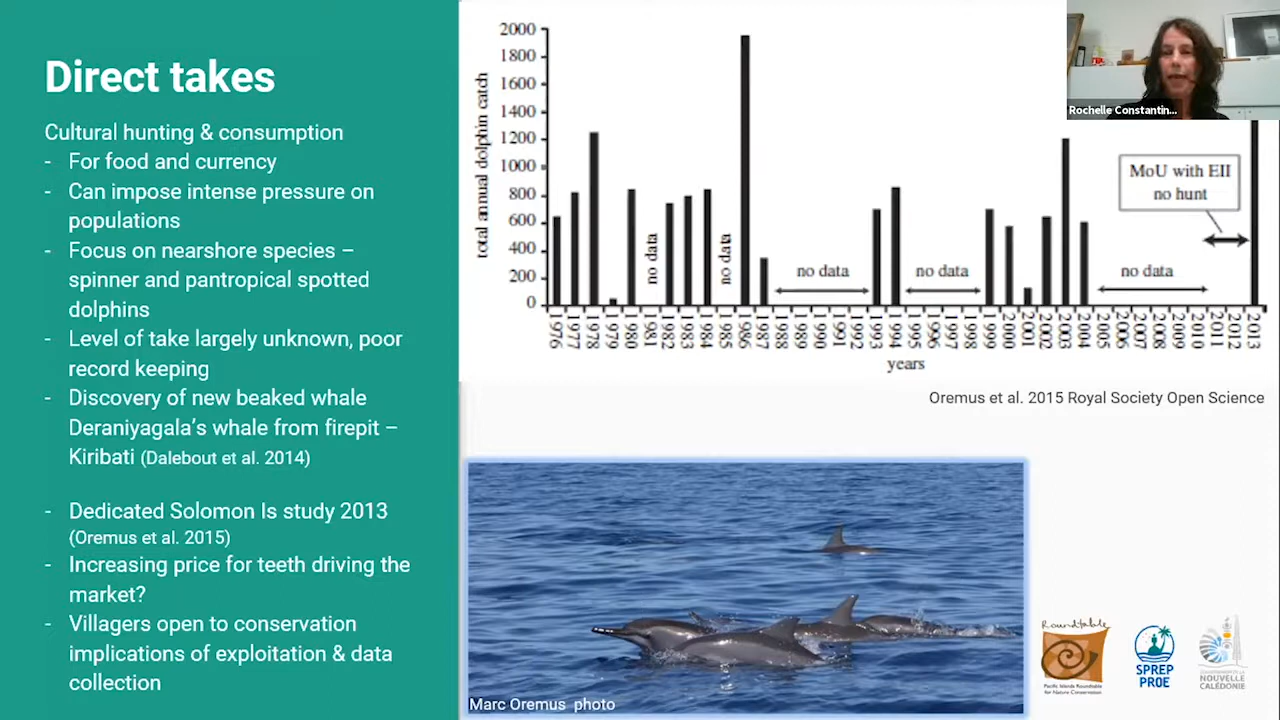 Direct takes
Cultural hunting & consumption
- For food and currency
- Can impose intense pressure on
populations
- Focus on nearshore species –
spinner and pantropical spotted
dolphins
- Level of take largely unknown, poor
record keeping
- Discovery of new beaked whale
Deraniyagala's whale from firepit –
Kiribati (Dalebout et al. 2014)
- Dedicated Solomon Is study 2013
(Oremus et al. 2015)
- Increasing price for teeth driving the
market?
- Villagers open to conservation
implications of exploitation & data
collection
total annual dolphin catch
2000
1800
1600
1400
1200
1000
800
600
400
200
0
no data
no data
no data
no data
no data
MoU with EII
no hunt
1976
1977
1978
1979
1980
1981
1982
1983
1984
1985
1986
1987
1988
1989
1990
1991
1992
1993
1994
1995
1996
1997
1998
1999
2000
2001
2002
2003
2004
2005
2006
2007
2008
2009
2010
2011
2012
2013
years
Rochelle Constantin...
Oremus et al. 2015 Royal Society Open Science
Marc Oremus photo
Roundtable
Pacific Islands Roundtable
for Nature Conservation
SPREP
PROE
NOUVELLE
CALÉDONIE